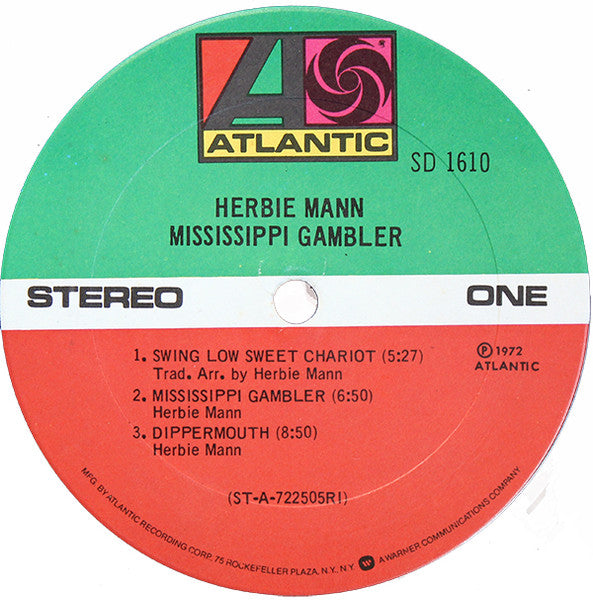 ATLANTIC
SD 1610
HERBIE MANN
MISSISSIPPI GAMBLER
STEREO
ONE
1. SWING LOW SWEET CHARIOT (5:27)
Trad. Arr. by Herbie Mann
2. MISSISSIPPI GAMBLER (6:50)
Herbie Mann
3. DIPPERMOUTH (8:50)
Herbie Mann
Ⓟ 1972
ATLANTIC
(ST-A-722505RI)
MFG. BY ATLANTIC RECORDING CORP. 75 ROCKEFELLER PLAZA, N.Y. N.Y. A WARNER COMMUNICATIONS COMPANY